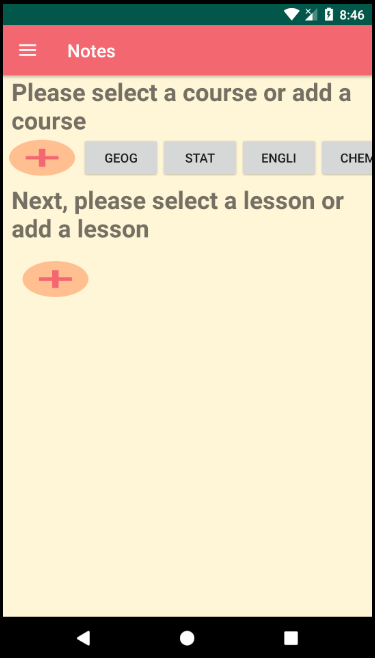 8:46
Notes
Please select a course or add a
course
GEOG STAT ENGLI CHEM
Next, please select a lesson or
add a lesson